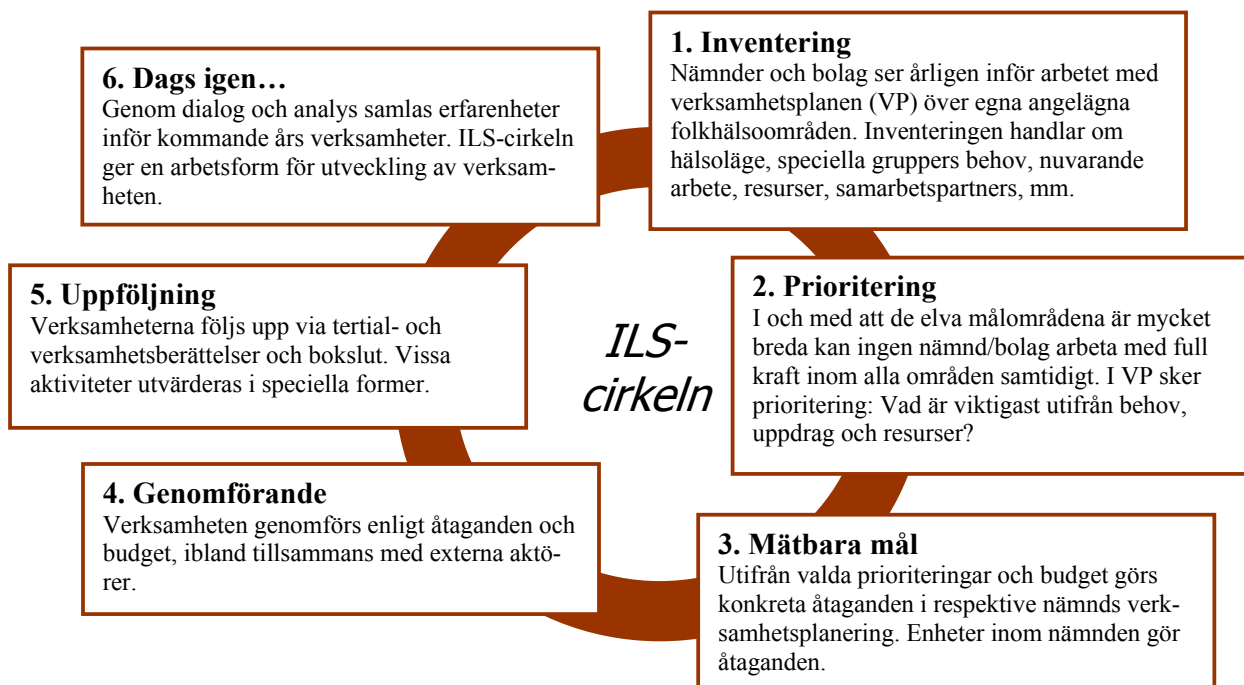 1. Inventering
Nämnder och bolag ser årligen inför arbetet med
verksamhetsplanen (VP) över egna angelägna
folkhälsoområden. Inventeringen handlar om
hälsoläge, speciella gruppers behov, nuvarande
arbete, resurser, samarbetspartners, mm.
2. Prioritering
I och med att de elva målområdena är mycket
breda kan ingen nämnd/bolag arbeta med full
kraft inom alla områden samtidigt. I VP sker
prioritering: Vad är viktigast utifrån behov,
uppdrag och resurser?
3. Mätbara mål
Utifrån valda prioriteringar och budget görs
konkreta åtaganden i respektive nämnds verk-
samhetsplanering. Enheter inom nämnden gör
åtaganden.
4. Genomförande
Verksamheten genomförs enligt åtaganden och
budget, ibland tillsammans med externa aktö-
rer.
5. Uppföljning
Verksamheterna följs upp via tertial- och
verksamhetsberättelser och bokslut. Vissa
aktiviteter utvärderas i speciella former.
6. Dags igen…
Genom dialog och analys samlas erfarenheter
inför kommande års verksamheter. ILS-cirkeln
ger en arbetsform för utveckling av verksam-
heten.
ILS-
cirkeln